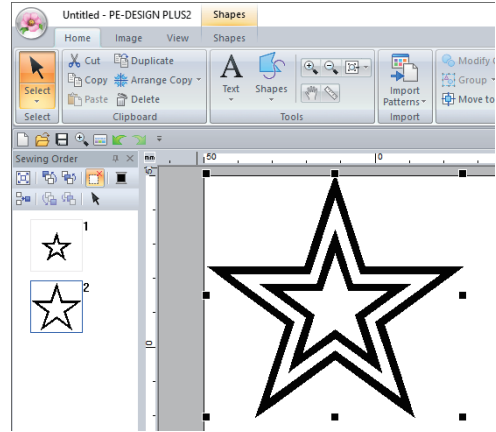 Untitled - PE-DESIGN PLUS2 Shapes
Home Image View Shapes
Select
Cut Duplicate
Copy Arrange Copy
Paste Delete
Text Shapes
Import Patterns
Modify
Group
Move to
Select Clipboard Tools Import
Sewing Order
mm 50 0
1
2
0